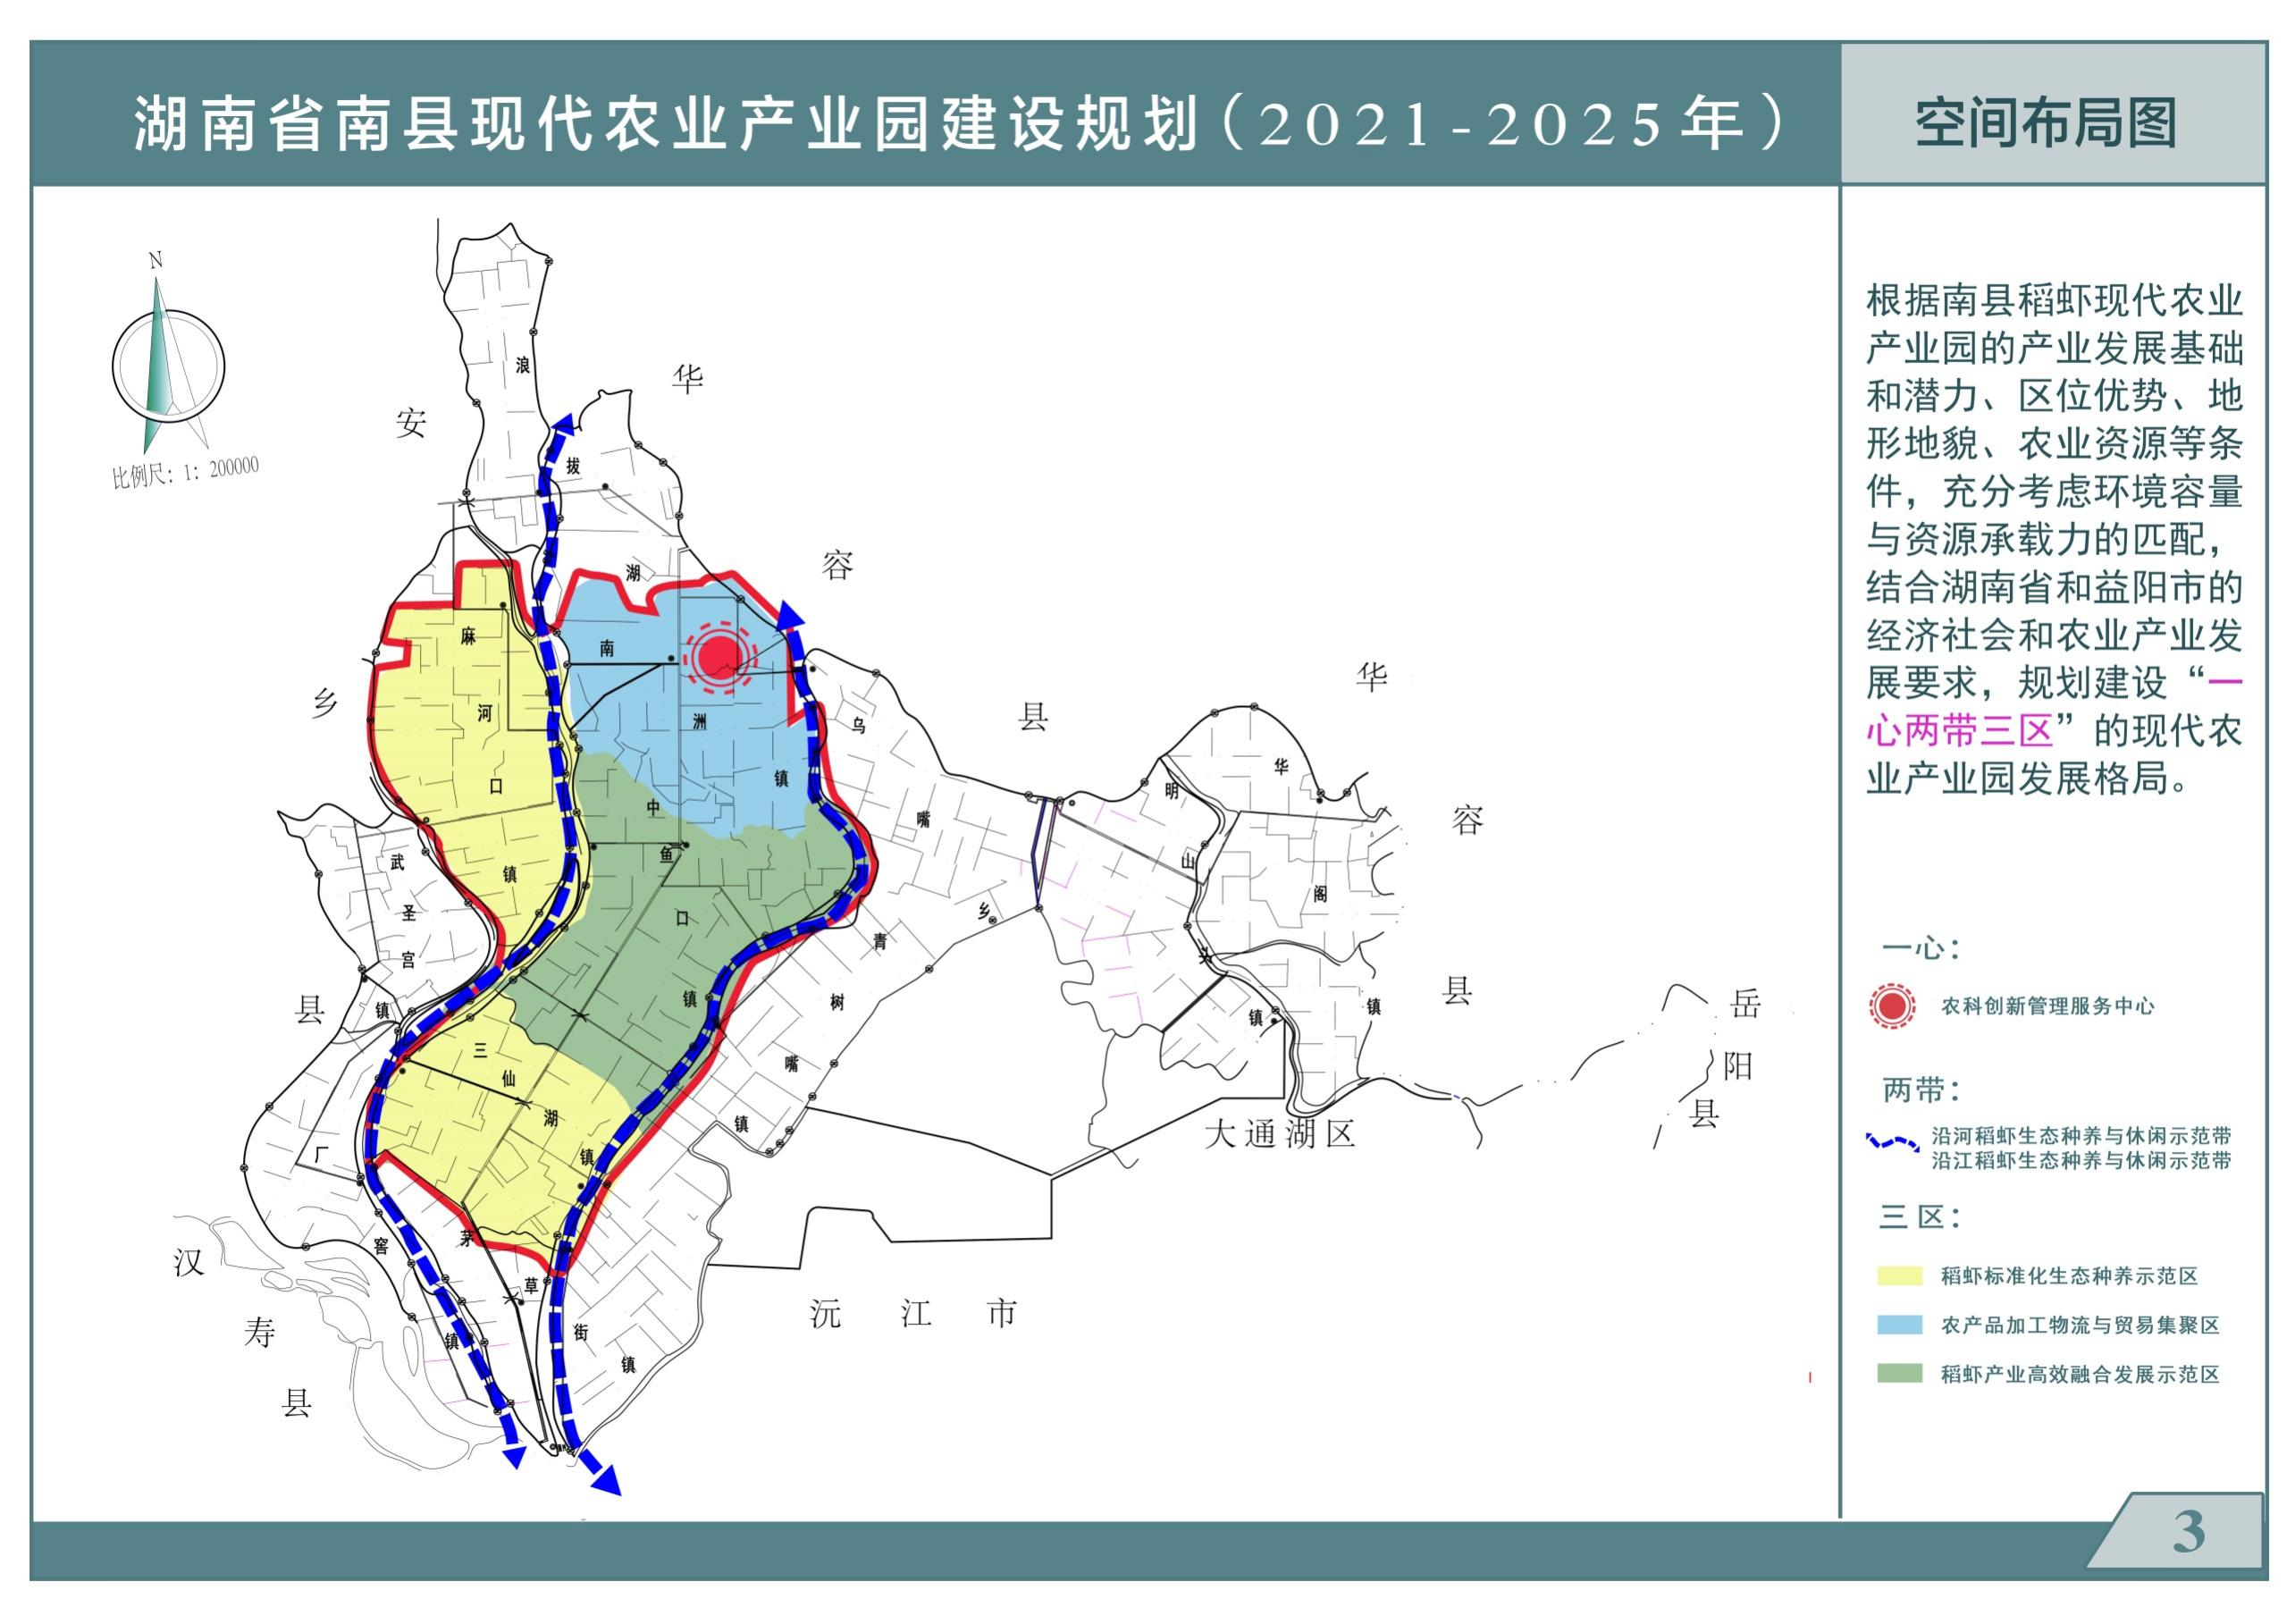 湖南省南县现代农业产业园建设规划(2021-2025年)
空间布局图
N
比例尺：1：200000
根据南县稻虾现代农业
产业园的产业发展基础
和潜力、区位优势、地
形地貌、农业资源等条
件，充分考虑环境容量
与资源承载力的匹配，
结合湖南省和益阳市的
经济社会和农业产业发
展要求，规划建设“一
心两带三区”的现代农
业产业园发展格局。
一心：
农科创新管理服务中心
两带：
沿河稻虾生态种养与休闲示范带
沿江稻虾生态种养与休闲示范带
三区：
稻虾标准化生态种养示范区
农产品加工物流与贸易集聚区
稻虾产业高效融合发展示范区
安
乡
县
华
容
县
华
容
县
岳
阳
县
汉
寿
县
沅江市
大通湖区
浪
拔
湖
镇
南
洲
镇
麻
河
口
镇
中
鱼
口
镇
武
圣
宫
镇
三
仙
湖
镇
厂
窖
镇
茅
草
街
镇
乌
嘴
乡
青
树
嘴
镇
明
山
头
镇
华
阁
镇
3